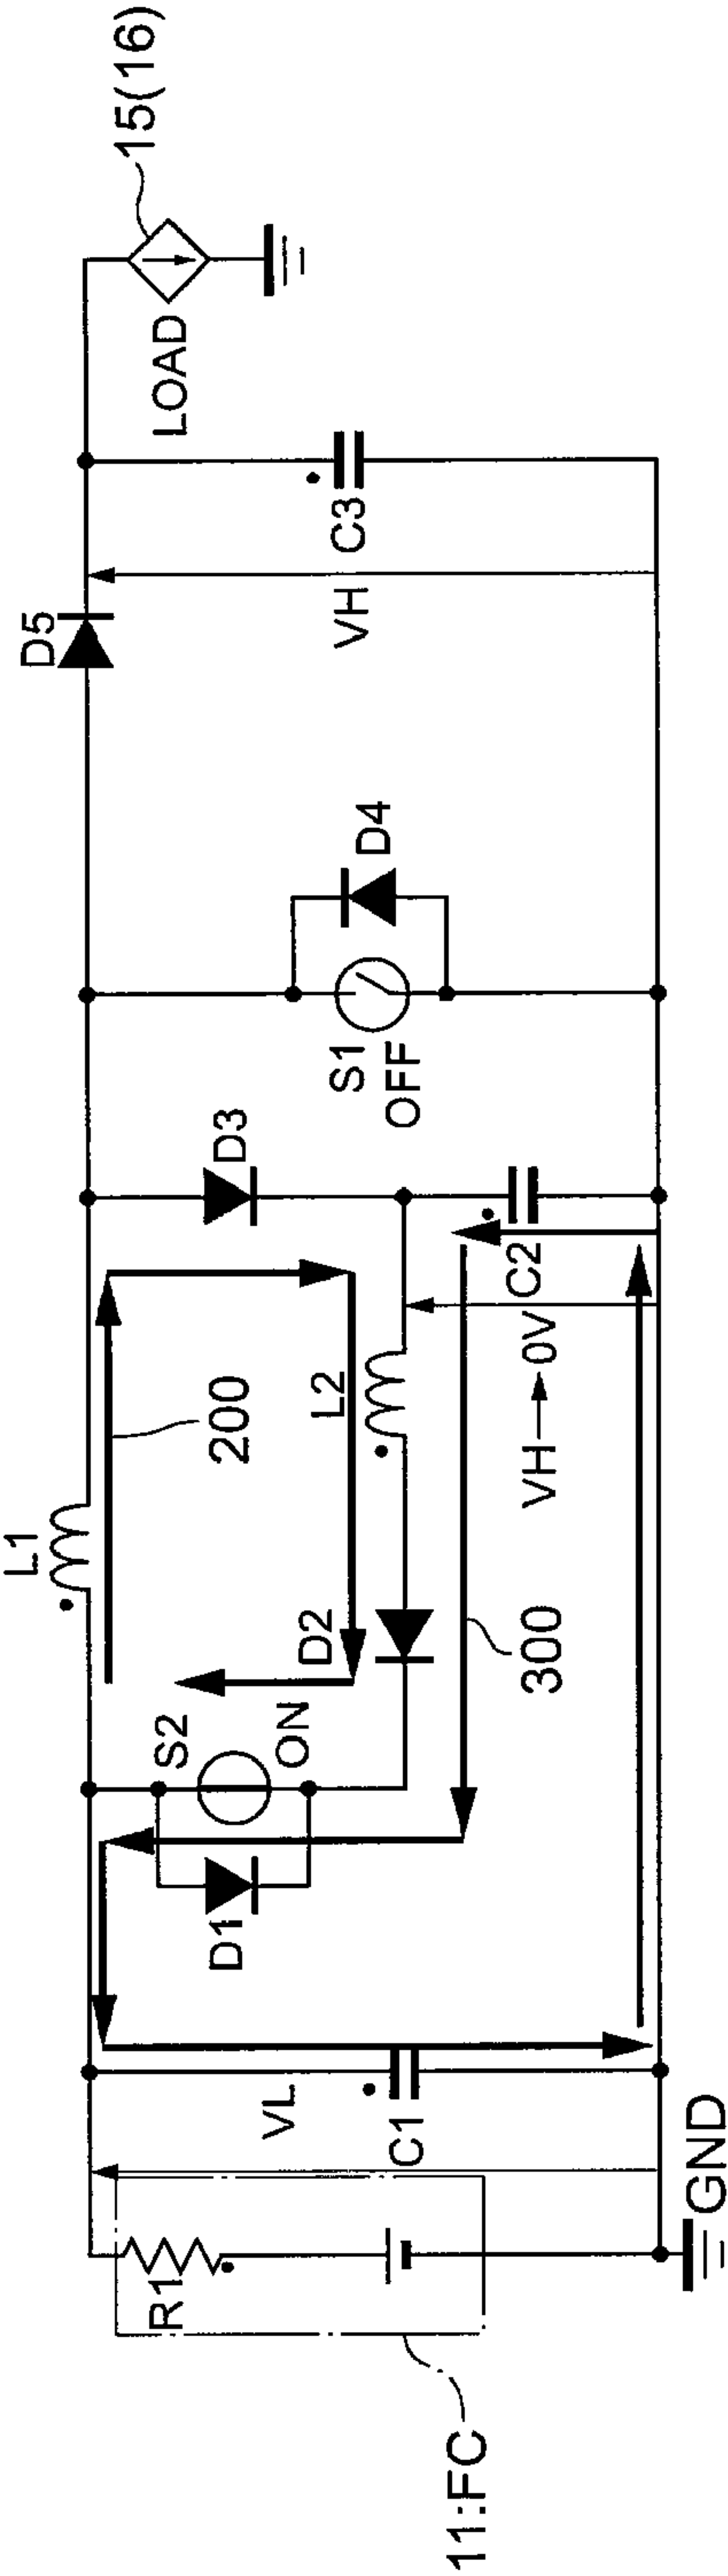 15(16)
LOAD
C3
D5
VH
D4
S1
OFF
D3
C2
L2
200
VH→0V
L1
D2
300
S2
ON
D1
VL
C1
GND
R1
11:FC